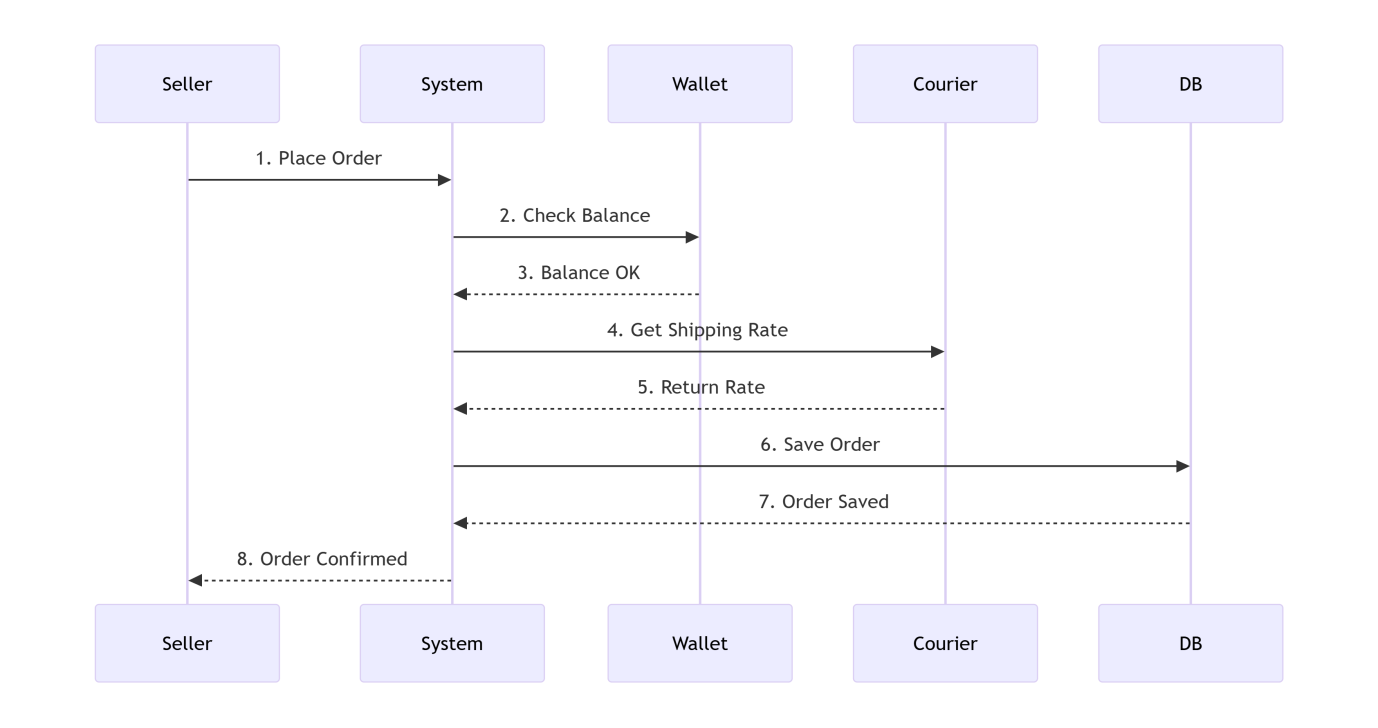 Seller
System
Wallet
Courier
DB
1. Place Order
2. Check Balance
3. Balance OK
4. Get Shipping Rate
5. Return Rate
6. Save Order
7. Order Saved
8. Order Confirmed
Seller
System
Wallet
Courier
DB